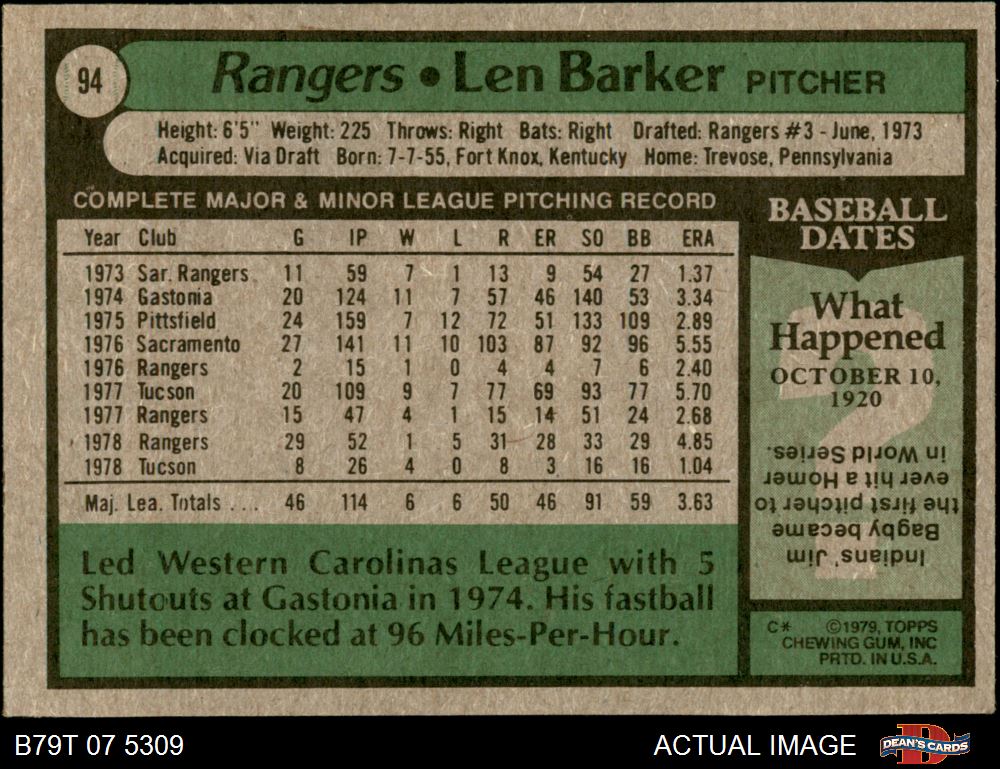 94
Rangers • Len Barker PITCHER
Height: 6'5" Weight: 225 Throws: Right Bats: Right Drafted: Rangers #3 - June, 1973
Acquired: Via Draft Born: 7-7-55, Fort Knox, Kentucky Home: Trevose, Pennsylvania
COMPLETE MAJOR & MINOR LEAGUE PITCHING RECORD
Year Club G IP W L R ER SO BB ERA
1973 Sar. Rangers 11 59 7 1 13 9 54 27 1.37
1974 Gastonia 20 124 11 7 57 46 140 53 3.34
1975 Pittsfield 24 159 7 12 72 51 133 109 2.89
1976 Sacramento 27 141 11 10 103 87 92 96 5.55
1976 Rangers 2 15 1 0 4 4 7 6 2.40
1977 Tucson 20 109 9 7 77 69 93 77 5.70
1977 Rangers 15 47 4 1 15 14 51 24 2.68
1978 Rangers 29 52 1 5 31 28 33 29 4.85
1978 Tucson 8 26 4 0 8 3 16 16 1.04
Maj. Lea. Totals . . . 46 114 6 6 50 46 91 59 3.63
Led Western Carolinas League with 5
Shutouts at Gastonia in 1974. His fastball
has been clocked at 96 Miles-Per-Hour.
BASEBALL
DATES
What
Happened
OCTOBER 10,
1920
?
Indians' Jim
Bagby became
the first pitcher to
ever hit a Homer
in World Series.
C* ©1979, TOPPS
CHEWING GUM, INC
PRTD. IN U.S.A.
B79T 07 5309
ACTUAL IMAGE
D
DEAN'S CARDS